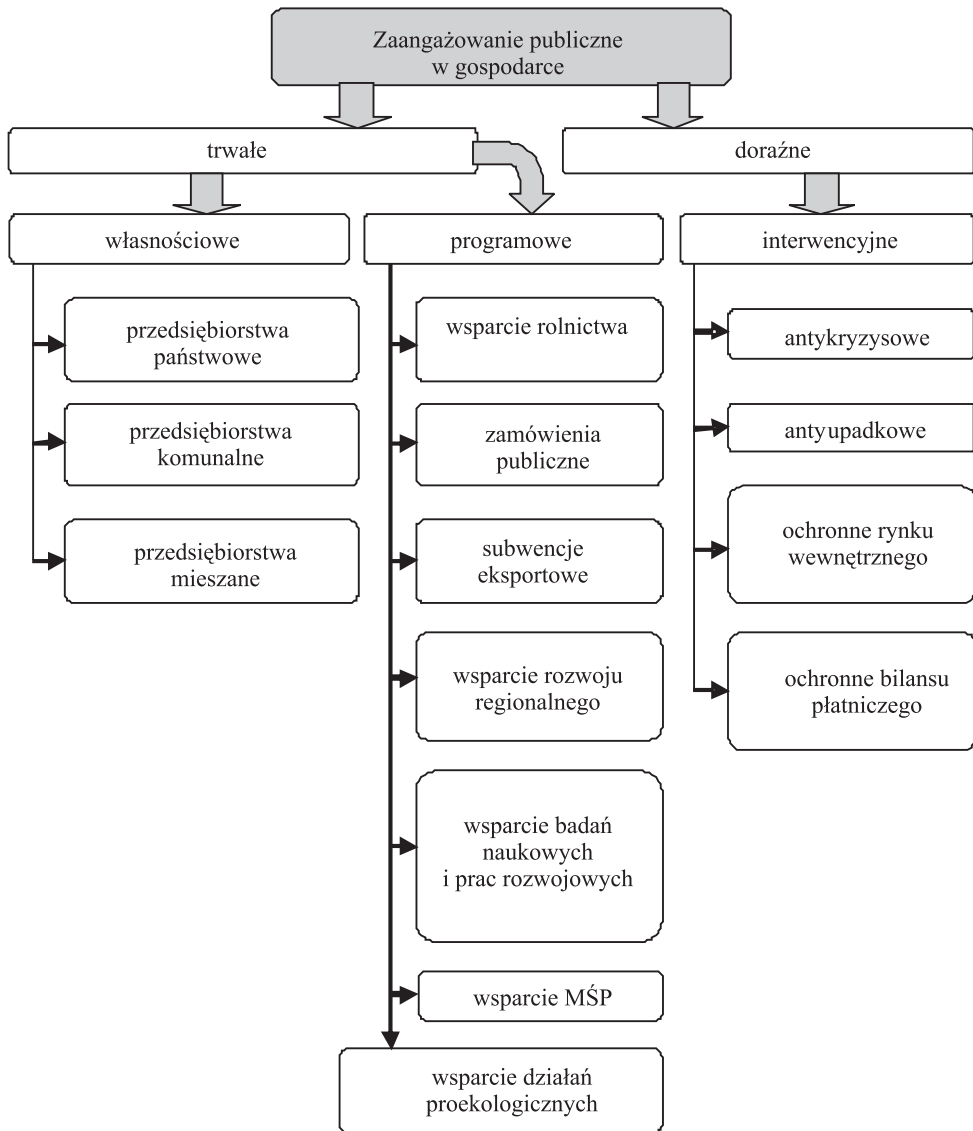 Zaangażowanie publiczne
w gospodarce
trwałe
doraźne
własnościowe
programowe
interwencyjne
przedsiębiorstwa
państwowe
przedsiębiorstwa
komunalne
przedsiębiorstwa
mieszane
wsparcie rolnictwa
zamówienia
publiczne
subwencje
eksportowe
wsparcie rozwoju
regionalnego
wsparcie badań
naukowych
i prac rozwojowych
wsparcie MŚP
wsparcie działań
proekologicznych
antykryzysowe
antyupadkowe
ochronne rynku
wewnętrznego
ochronne bilansu
płatniczego